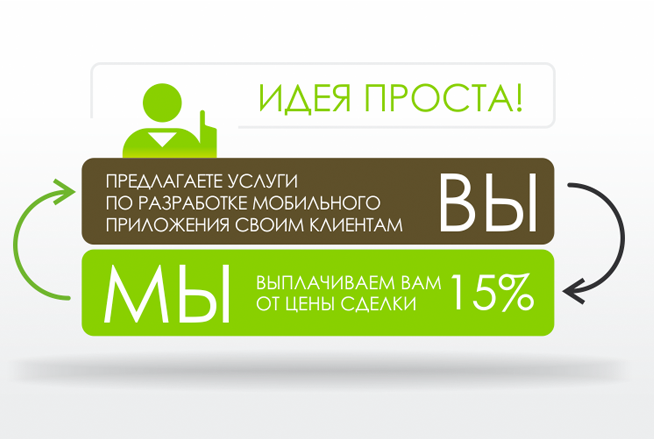 ИДЕЯ ПРОСТА!
ПРЕДЛАГАЕТЕ УСЛУГИ
ПО РАЗРАБОТКЕ МОБИЛЬНОГО
ПРИЛОЖЕНИЯ СВОИМ КЛИЕНТАМ
ВЫ
МЫ
ВЫПЛАЧИВАЕМ ВАМ
ОТ ЦЕНЫ СДЕЛКИ
15%